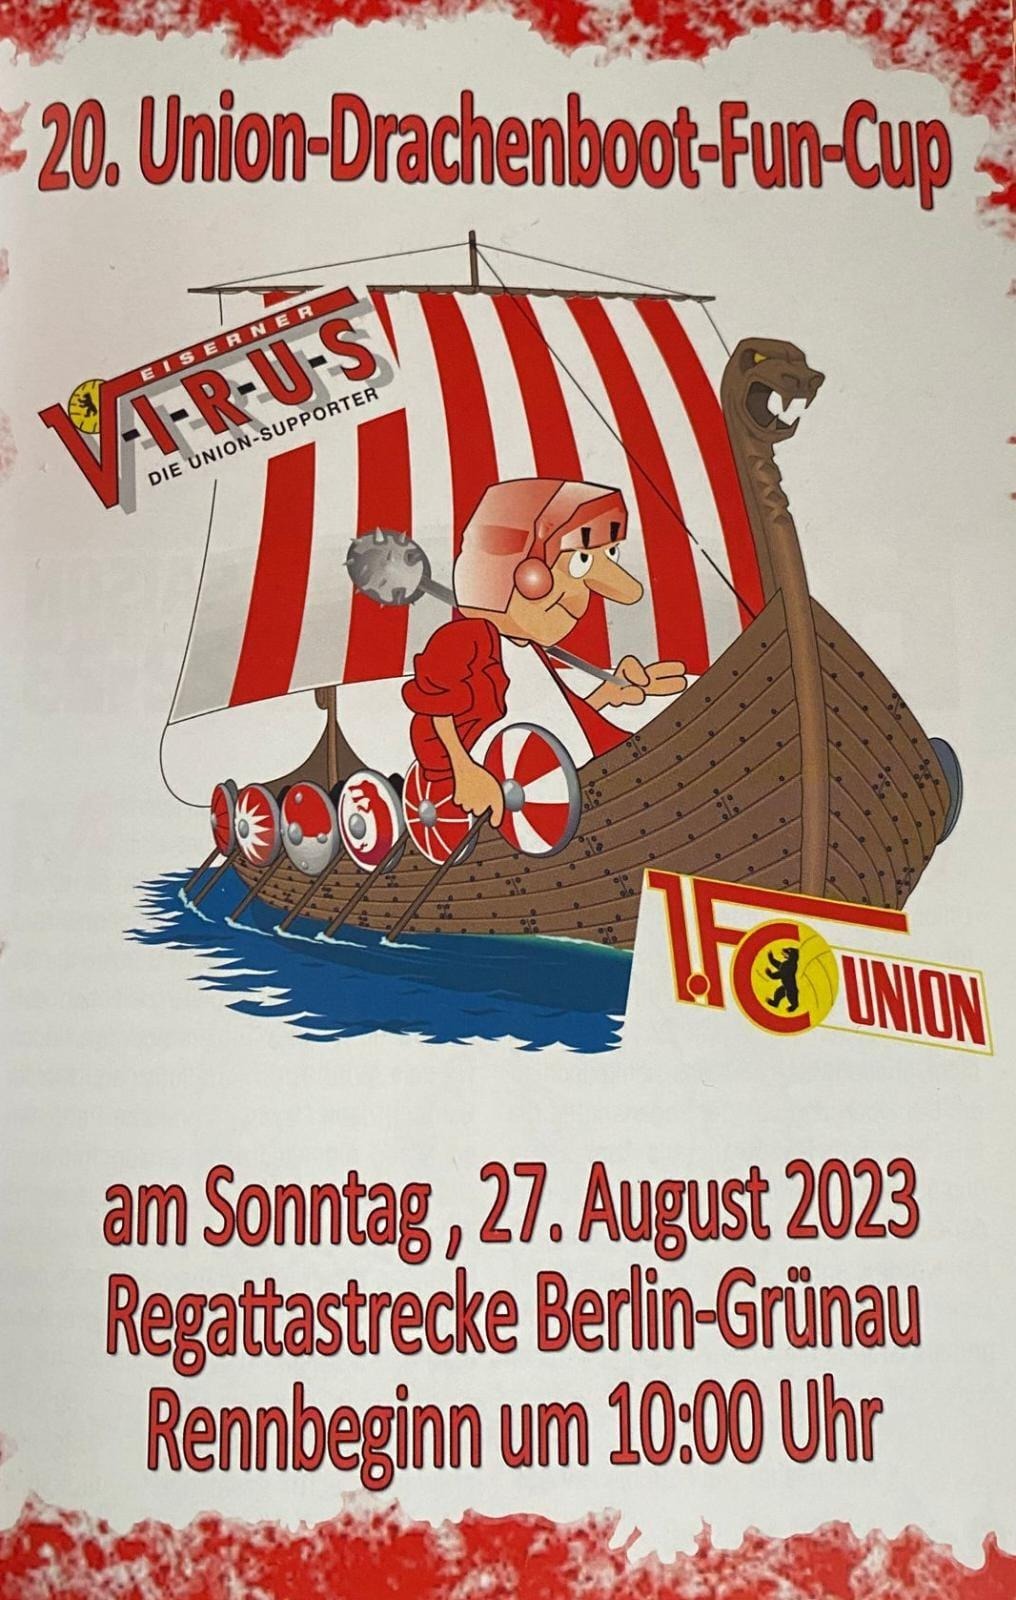 20. Union-Drachenboot-Fun-Cup
EISERNER
V-I-R-U-S
DIE UNION-SUPPORTER
1.FC UNION
am Sonntag , 27. August 2023
Regattastrecke Berlin-Grünau
Rennbeginn um 10:00 Uhr